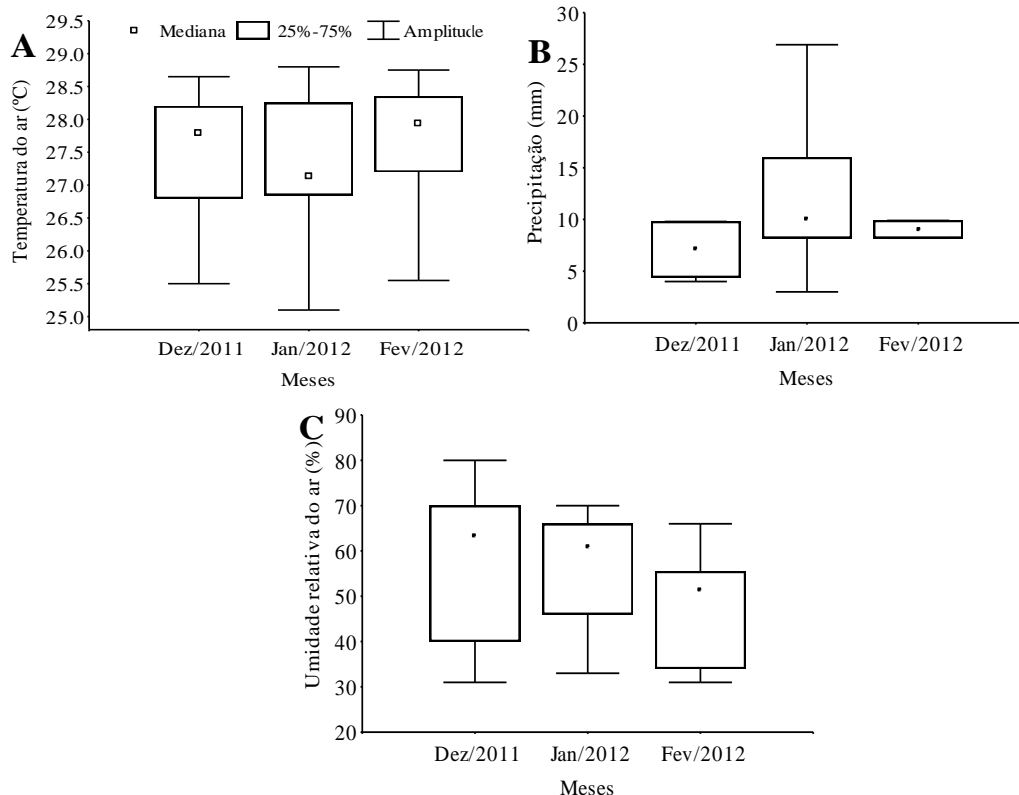 A
Temperatura do ar (ºC)
29.5
29.0
28.5
28.0
27.5
27.0
26.5
26.0
25.5
25.0
Mediana 25%-75% Amplitude
Dez/2011 Jan/2012 Fev/2012
Meses
B
Precipitação (mm)
30
25
20
15
10
5
0
Dez/2011 Jan/2012 Fev/2012
Meses
C
Umidade relativa do ar (%)
90
80
70
60
50
40
30
20
Dez/2011 Jan/2012 Fev/2012
Meses